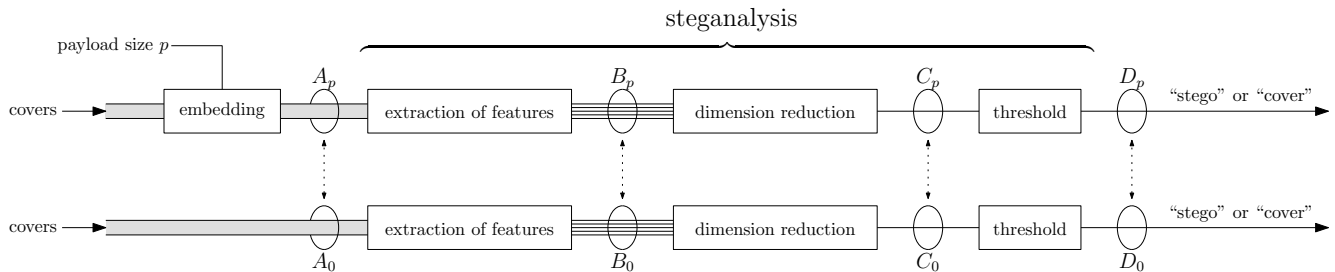 steganalysis
payload size p
A_p
B_p
C_p
D_p
covers
embedding
extraction of features
dimension reduction
threshold
“stego” or “cover”
covers
extraction of features
dimension reduction
threshold
“stego” or “cover”
A_0
B_0
C_0
D_0